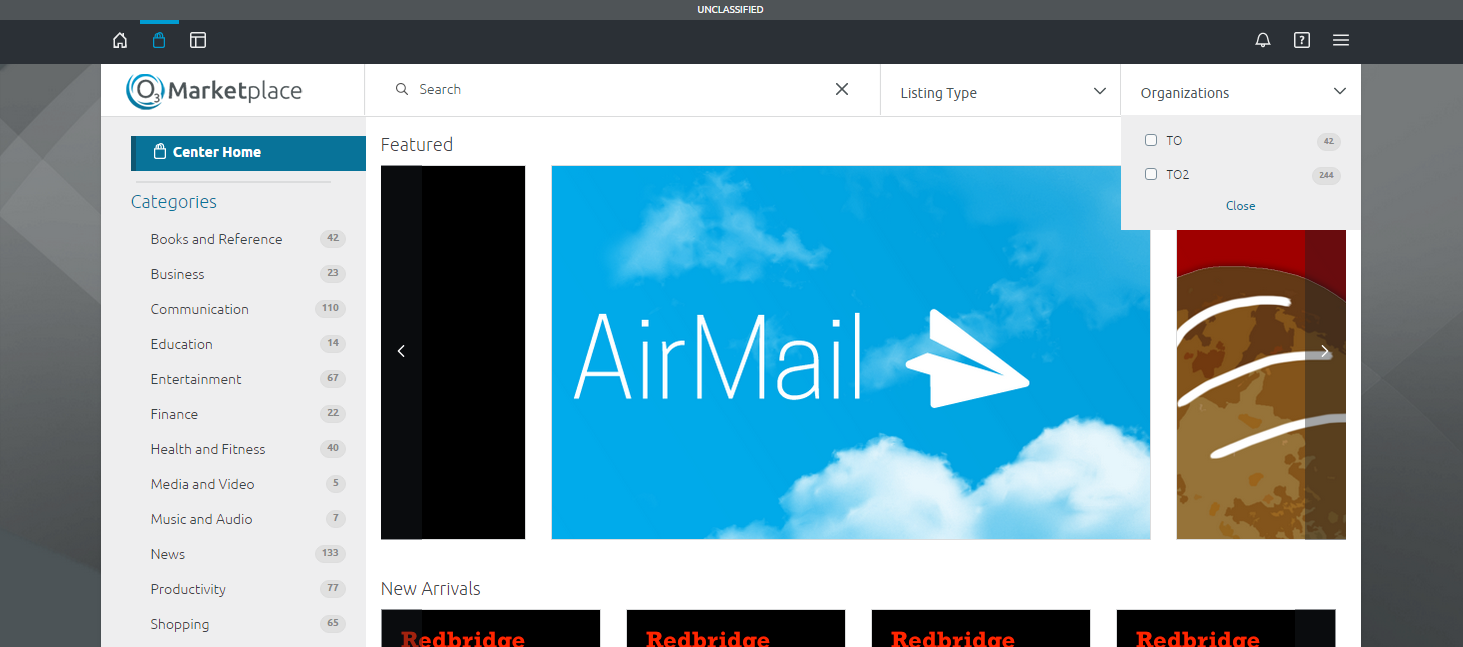 UNCLASSIFIED
O3 Marketplace
Search
Listing Type
Organizations
TO 42
TO2 244
Close
Center Home
Categories
Books and Reference 42
Business 23
Communication 110
Education 14
Entertainment 67
Finance 22
Health and Fitness 40
Media and Video 5
Music and Audio 7
News 133
Productivity 77
Shopping 65
Featured
AirMail
New Arrivals
Redbridge Redbridge Redbridge Redbridge